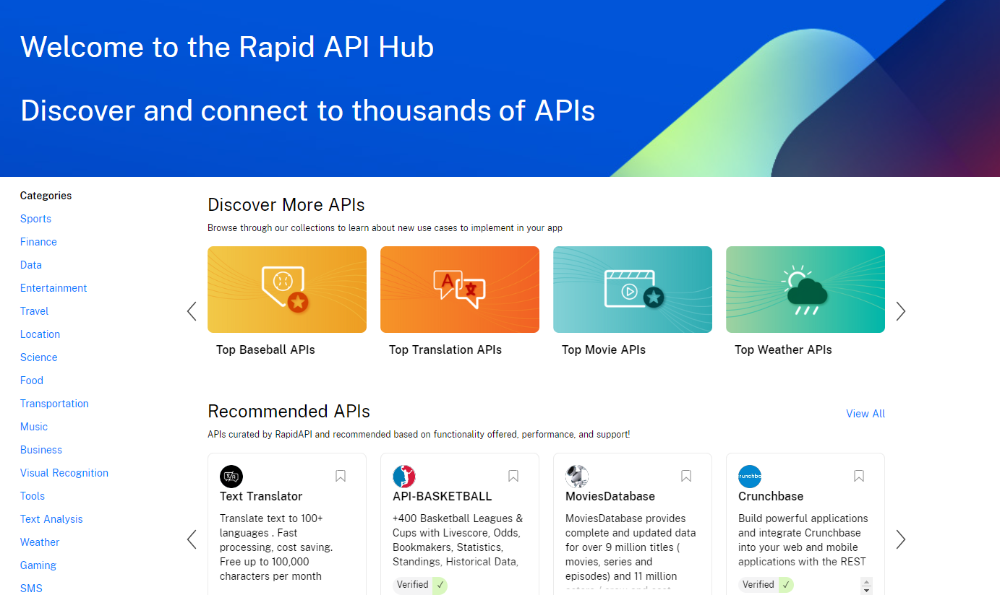 Welcome to the Rapid API Hub
Discover and connect to thousands of APIs
Categories
Sports
Finance
Data
Entertainment
Travel
Location
Science
Food
Transportation
Music
Business
Visual Recognition
Tools
Text Analysis
Weather
Gaming
SMS
Discover More APIs
Browse through our collections to learn about new use cases to implement in your app
A 文
Top Baseball APIs
Top Translation APIs
Top Movie APIs
Top Weather APIs
Recommended APIs
View All
APIs curated by RapidAPI and recommended based on functionality offered, performance, and support!
Text Translator
Translate text to 100+
languages . Fast
processing, cost saving.
Free up to 100,000
characters per month
API-BASKETBALL
+400 Basketball Leagues &
Cups with Livescore, Odds,
Bookmakers, Statistics,
Standings, Historical Data,
Verified ✓
MoviesDatabase
MoviesDatabase provides
complete and updated data
for over 9 million titles (
movies, series and
episodes) and 11 million
runchbo
Crunchbase
Build powerful applications
and integrate Crunchbase
into your web and mobile
applications with the REST
Verified ✓